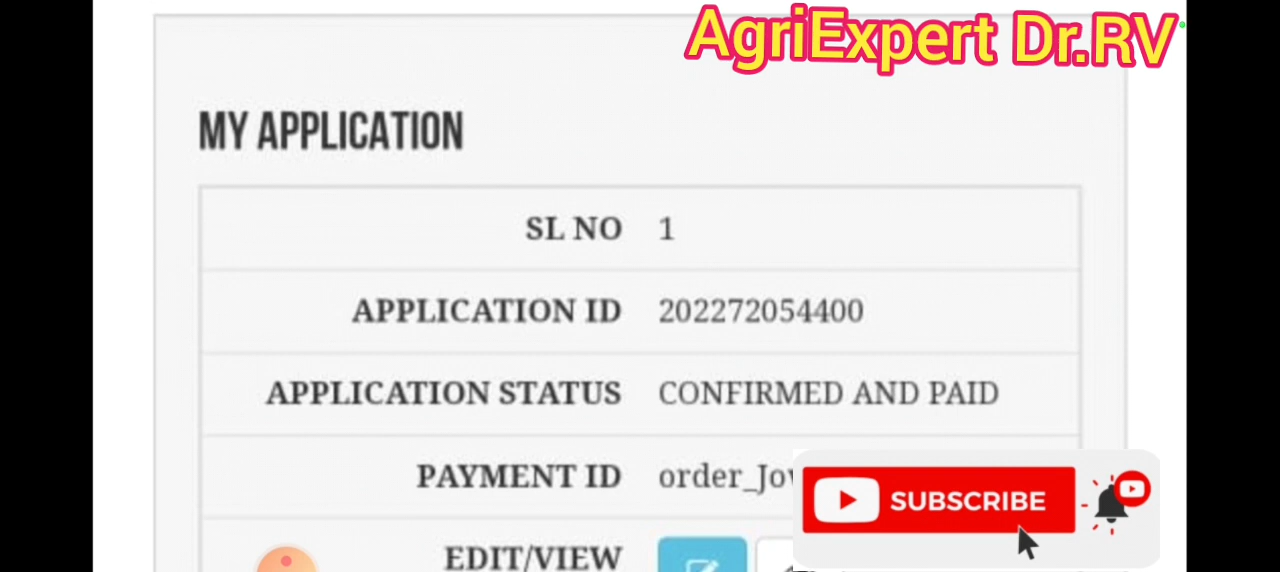 AgriExpert Dr.RV
MY APPLICATION
SL NO 1
APPLICATION ID 202272054400
APPLICATION STATUS CONFIRMED AND PAID
PAYMENT ID
SUBSCRIBE
EDIT/VIEW